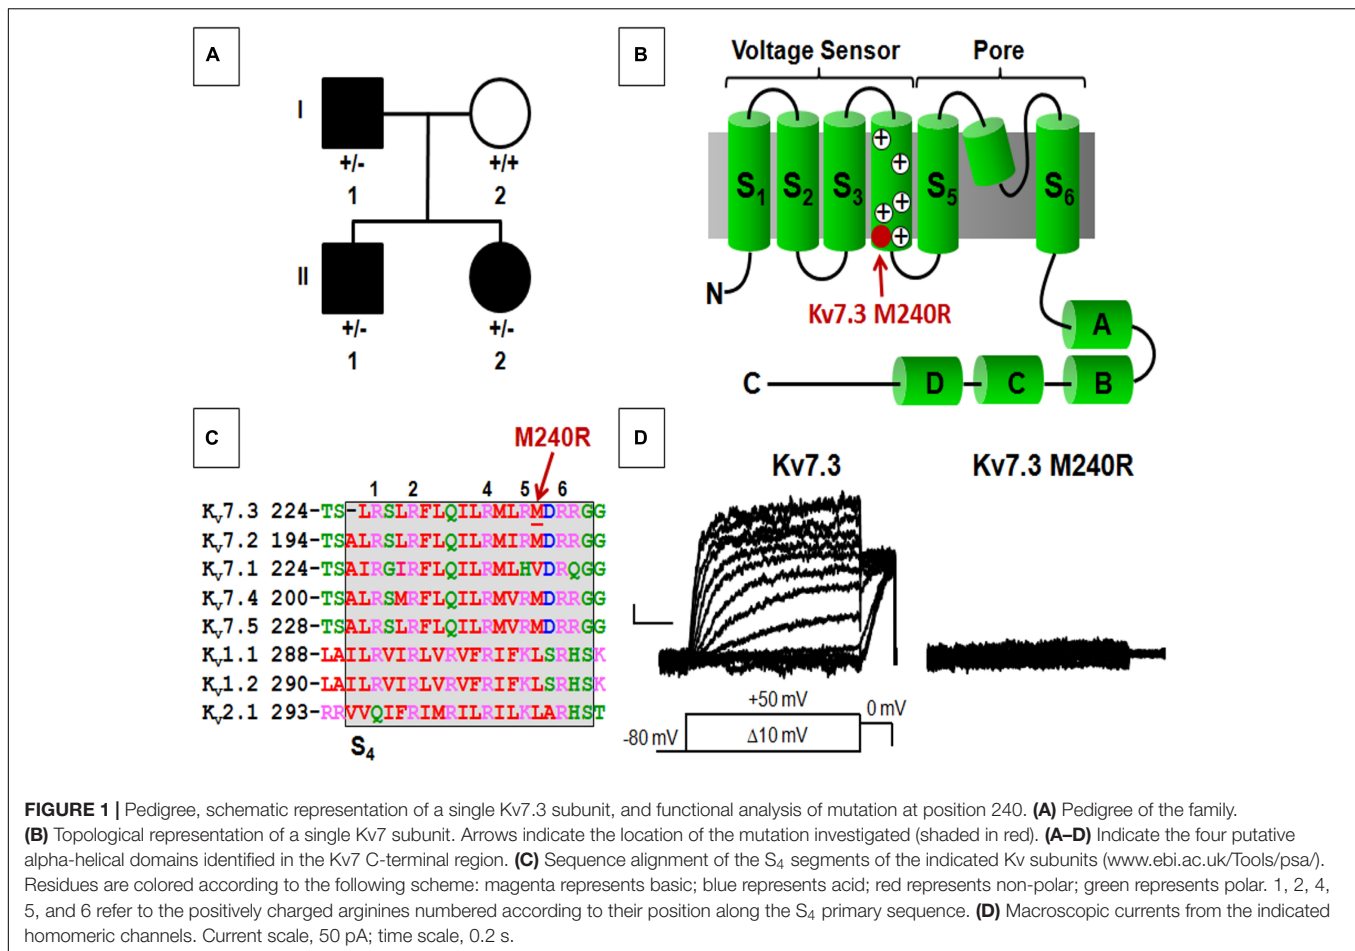 A
I
+/-
1
+/+
2
II
+/-
1
+/-
2
B
Voltage Sensor
Pore
S1 S2 S3 S5 S6
+
+
+
+
+
N
Kv7.3 M240R
A
B
C
D
C
C
M240R
1 2 4 5 6
Kv7.3 224-TS-LRSLRFLQILRMLRMDRRGG
Kv7.2 194-TSALRSLRFLQILRMIRMDRRGG
Kv7.1 224-TSAIRGIRFLQILRMLHVDRQGG
Kv7.4 200-TSALRSMRFLQILRMVRMDRRGG
Kv7.5 228-TSALRSLRFLQILRMVRMDRRGG
Kv1.1 288-LAILRVIRLVRVFRIFKLSRHSK
Kv1.2 290-LAILRVIRLVRVFRIFKLSRHSK
Kv2.1 293-RRVVQIFRIMRILRILKLARHST
S4
D
Kv7.3
Kv7.3 M240R
+50 mV
0 mV
-80 mV
Δ10 mV
FIGURE 1 | Pedigree, schematic representation of a single Kv7.3 subunit, and functional analysis of mutation at position 240. (A) Pedigree of the family.
(B) Topological representation of a single Kv7 subunit. Arrows indicate the location of the mutation investigated (shaded in red). (A–D) Indicate the four putative
alpha-helical domains identified in the Kv7 C-terminal region. (C) Sequence alignment of the S4 segments of the indicated Kv subunits (www.ebi.ac.uk/Tools/psa/).
Residues are colored according to the following scheme: magenta represents basic; blue represents acid; red represents non-polar; green represents polar. 1, 2, 4,
5, and 6 refer to the positively charged arginines numbered according to their position along the S4 primary sequence. (D) Macroscopic currents from the indicated
homomeric channels. Current scale, 50 pA; time scale, 0.2 s.